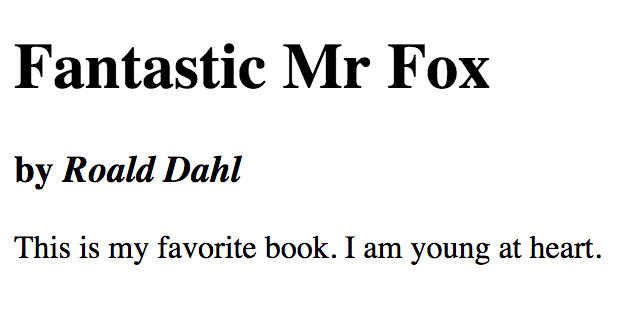 Fantastic Mr Fox
by Roald Dahl
This is my favorite book. I am young at heart.